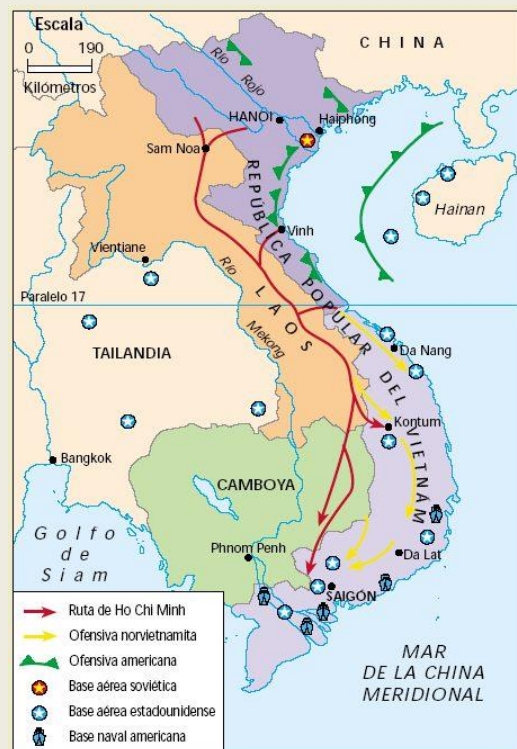 Escala
0 190
Kilómetros
CHINA
Río
Rojo
HANOI
Haiphong
Sam Noa
Hainan
REPÚBLICA POPULAR DEL VIETNÁM
Vinh
Vientiane
Río
Mekong
LAOS
Paralelo 17
TAILANDIA
Da Nang
Kontum
Bangkok
CAMBOYA
Golfo
de
Siam
Phnom Penh
Da Lat
SAIGÓN
MAR
DE LA CHINA
MERIDIONAL
Ruta de Ho Chi Minh
Ofensiva norvietnamita
Ofensiva americana
Base aérea soviética
Base aérea estadounidense
Base naval americana